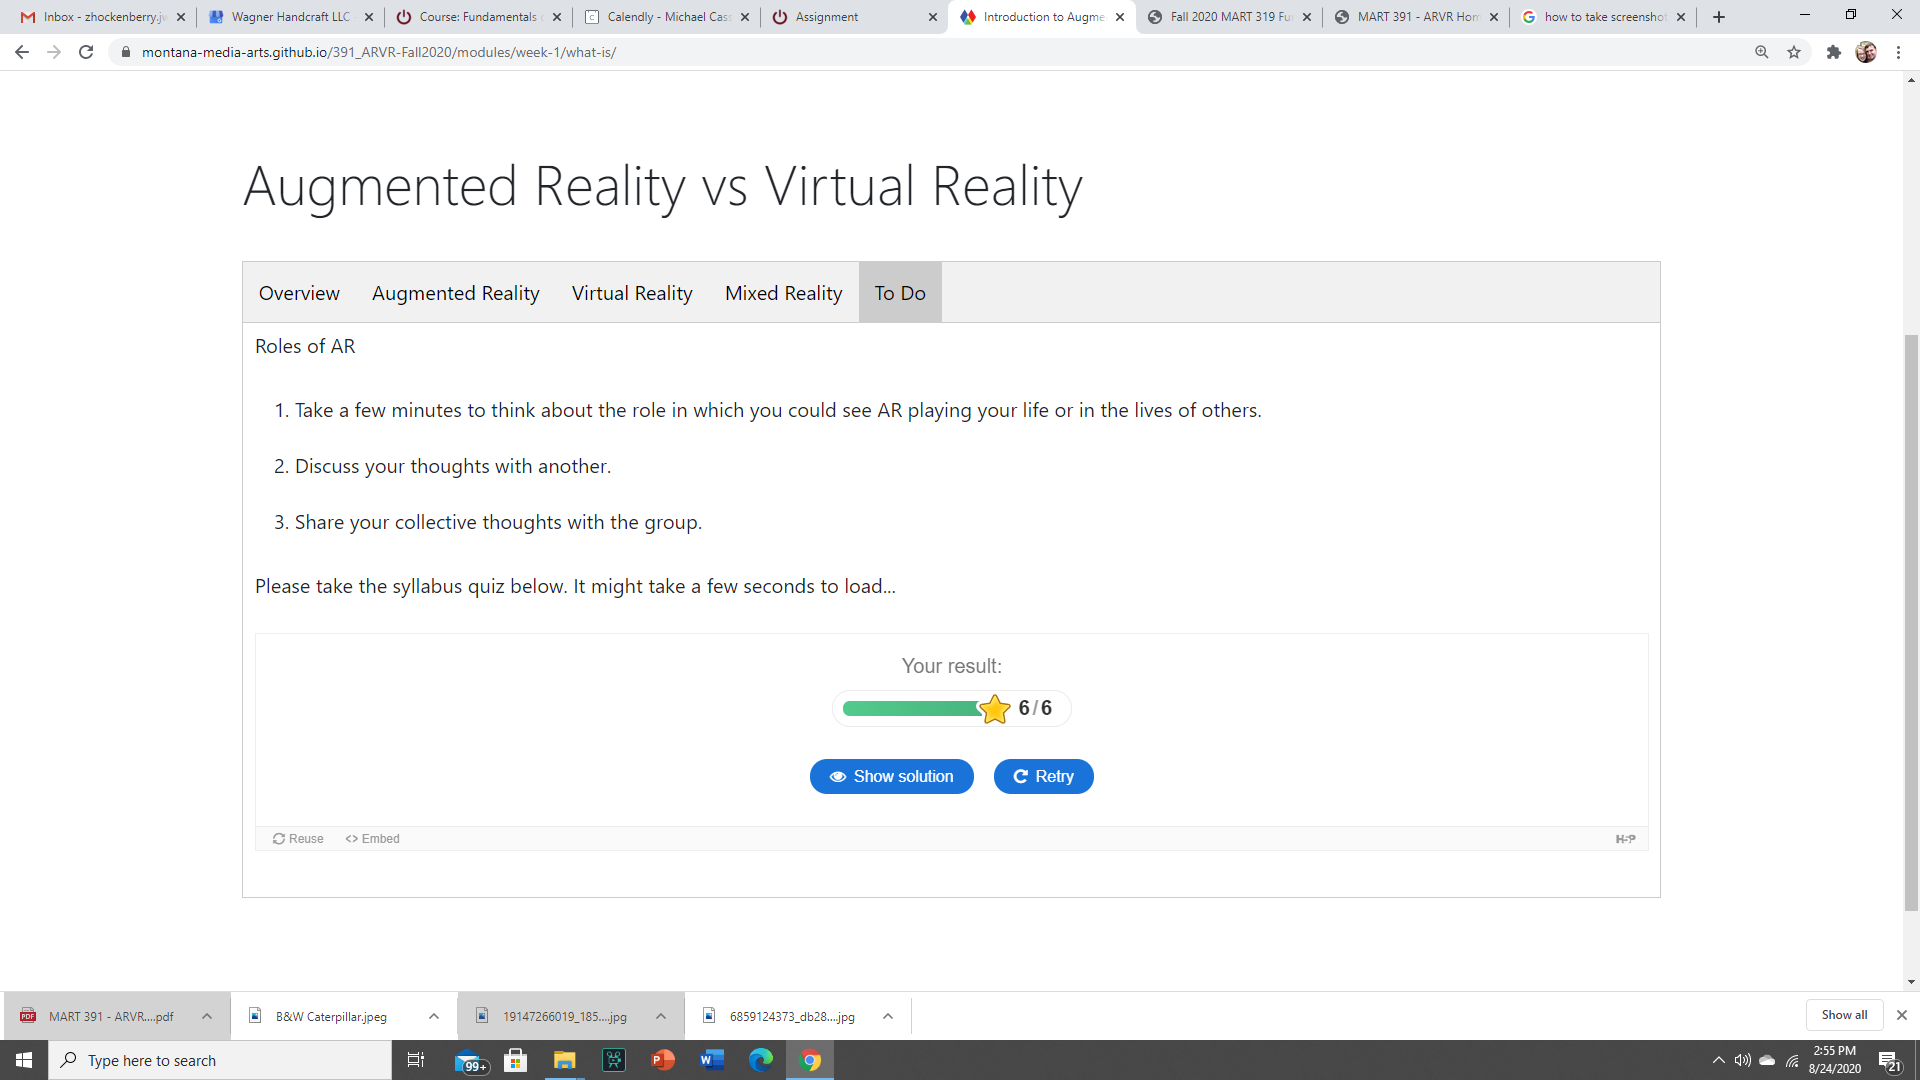 Inbox - zhockenberry.jw
Wagner Handcraft LLC
Course: Fundamentals
Calendly - Michael Cass
Assignment
Introduction to Augme
Fall 2020 MART 319 Fu
MART 391 - ARVR Hom
how to take screenshot
montana-media-arts.github.io/391_ARVR-Fall2020/modules/week-1/what-is/
Augmented Reality vs Virtual Reality
Overview Augmented Reality Virtual Reality Mixed Reality To Do
Roles of AR
1. Take a few minutes to think about the role in which you could see AR playing your life or in the lives of others.
2. Discuss your thoughts with another.
3. Share your collective thoughts with the group.
Please take the syllabus quiz below. It might take a few seconds to load...
Your result:
6/6
Show solution Retry
Reuse <> Embed H-P
MART 391 - ARVR....pdf B&W Caterpillar.jpeg 19147266019_185....jpg 6859124373_db28....jpg Show all
Type here to search
99+
2:55 PM
8/24/2020
21